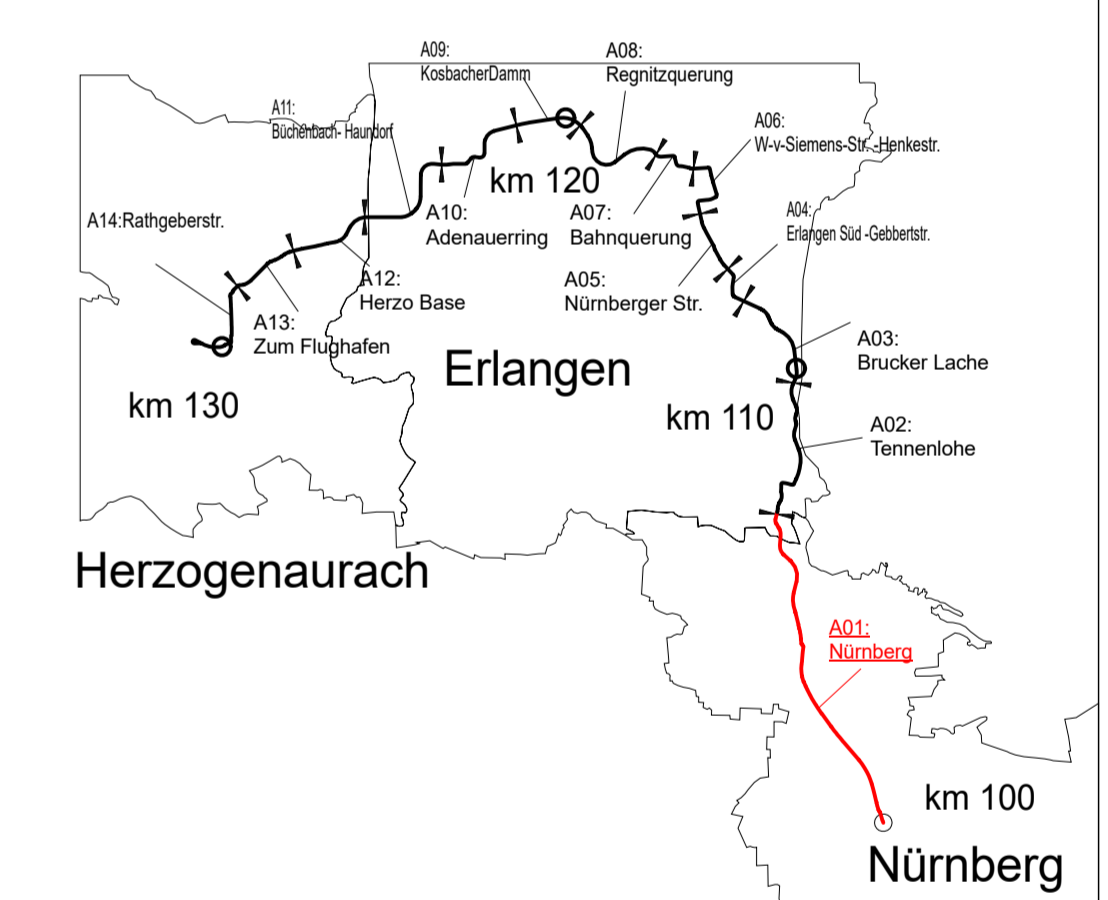 A09:
KosbacherDamm
A08:
Regnitzquerung
A11:
Büchenbach- Haundorf
A06:
W-v-Siemens-Str. -Henkestr.
km 120
A14:Rathgeberstr.
A10:
Adenauerring
A07:
Bahnquerung
A04:
Erlangen Süd -Gebbertstr.
A12:
Herzo Base
A05:
Nürnberger Str.
A13:
Zum Flughafen
A03:
Brucker Lache
Erlangen
km 130
km 110
A02:
Tennenlohe
Herzogenaurach
A01:
Nürnberg
km 100
Nürnberg